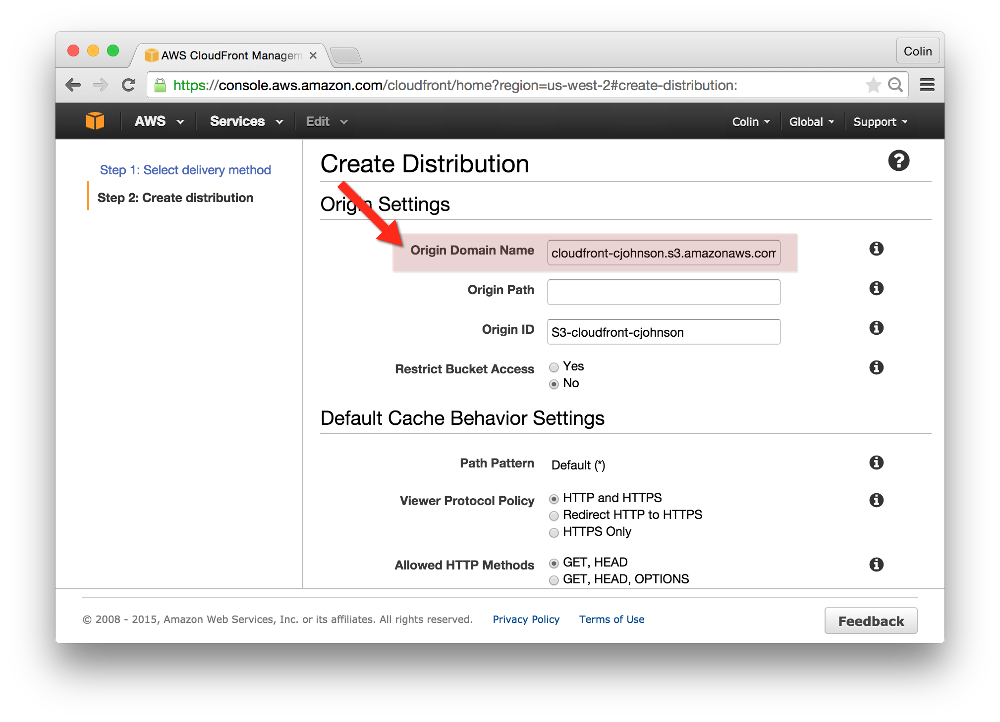 AWS CloudFront Managem
Colin
https://console.aws.amazon.com/cloudfront/home?region=us-west-2#create-distribution:
AWS Services Edit Colin Global Support
Step 1: Select delivery method
Step 2: Create distribution
Create Distribution
Origin Settings
Origin Domain Name cloudfront-cjohnson.s3.amazonaws.com
Origin Path
Origin ID S3-cloudfront-cjohnson
Restrict Bucket Access Yes
No
Default Cache Behavior Settings
Path Pattern Default (*)
Viewer Protocol Policy HTTP and HTTPS
Redirect HTTP to HTTPS
HTTPS Only
Allowed HTTP Methods GET, HEAD
GET, HEAD, OPTIONS
© 2008 - 2015, Amazon Web Services, Inc. or its affiliates. All rights reserved. Privacy Policy Terms of Use Feedback